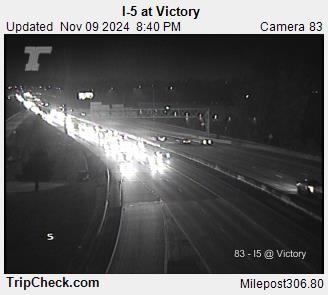 I-5 at Victory
Updated Nov 09 2024 8:40 PM Camera 83
T
S
83 - I5 @ Victory
TripCheck.com Milepost306.80